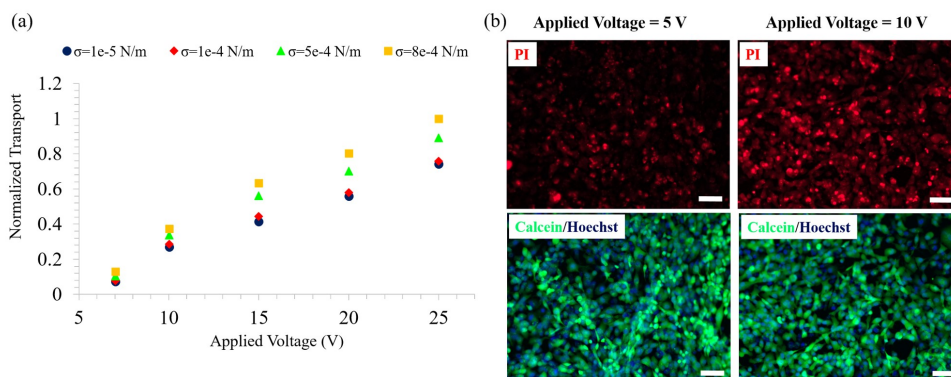 (a)
σ=1e-5 N/m σ=1e-4 N/m σ=5e-4 N/m σ=8e-4 N/m
Normalized Transport
1.2
1
0.8
0.6
0.4
0.2
0
5 10 15 20 25
Applied Voltage (V)
(b)
Applied Voltage = 5 V Applied Voltage = 10 V
PI PI
Calcein/Hoechst Calcein/Hoechst